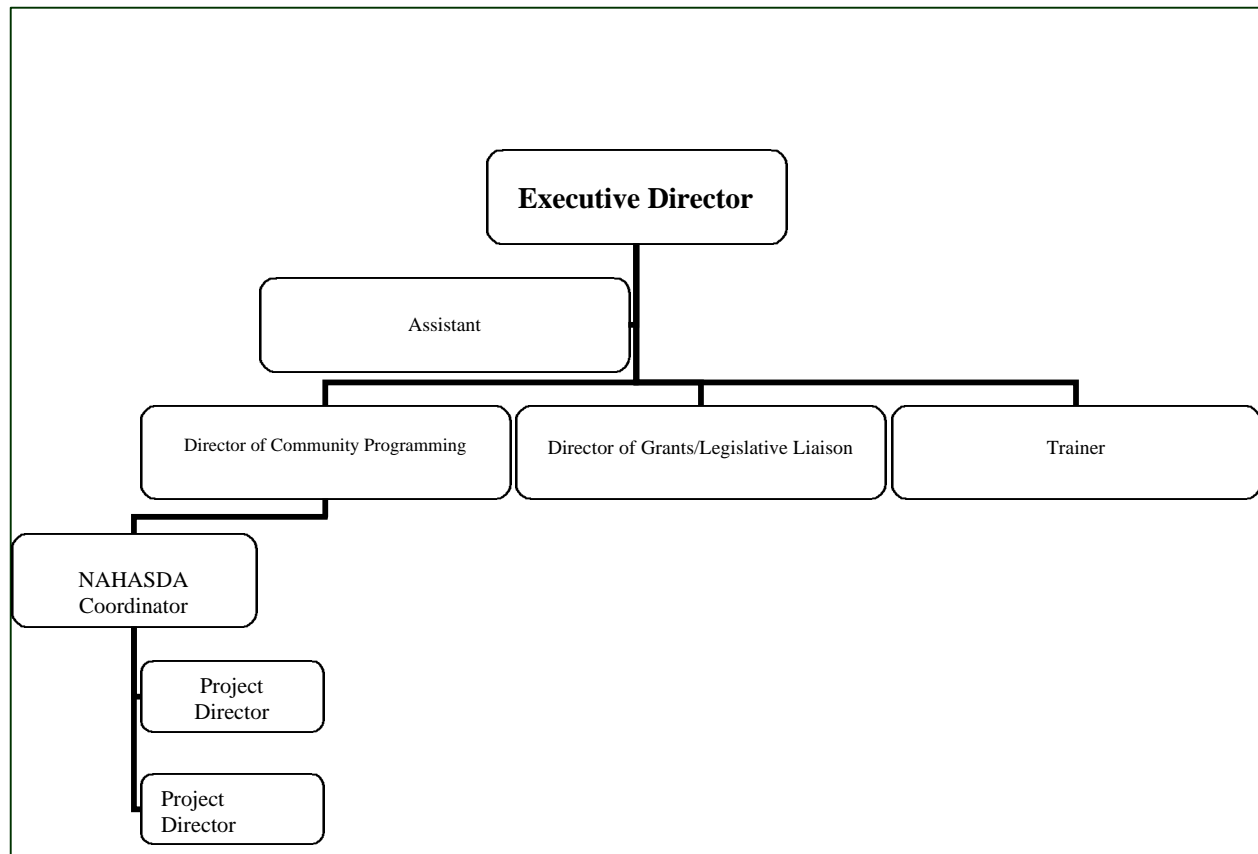 Executive Director
Assistant
Director of Community Programming
Director of Grants/Legislative Liaison
Trainer
NAHASDA
Coordinator
Project
Director
Project
Director